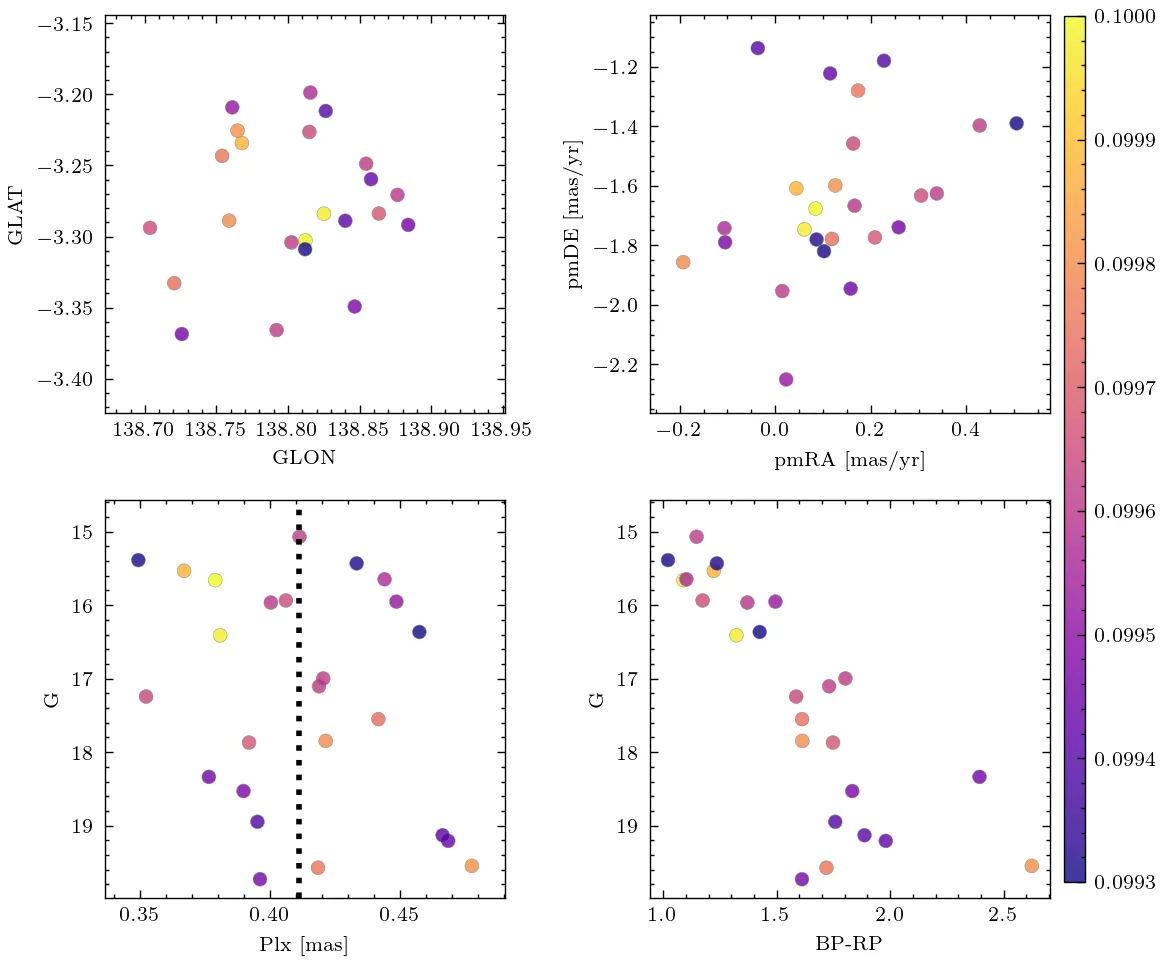 −3.15
−3.20
−3.25
−3.30
−3.35
−3.40
GLAT
138.70 138.75 138.80 138.85 138.90 138.95
GLON
−1.2
−1.4
−1.6
−1.8
−2.0
−2.2
pmDE [mas/yr]
−0.2 0.0 0.2 0.4
pmRA [mas/yr]
15
16
17
18
19
G
0.35 0.40 0.45
Plx [mas]
15
16
17
18
19
G
1.0 1.5 2.0 2.5
BP-RP
0.1000
0.0999
0.0998
0.0997
0.0996
0.0995
0.0994
0.0993